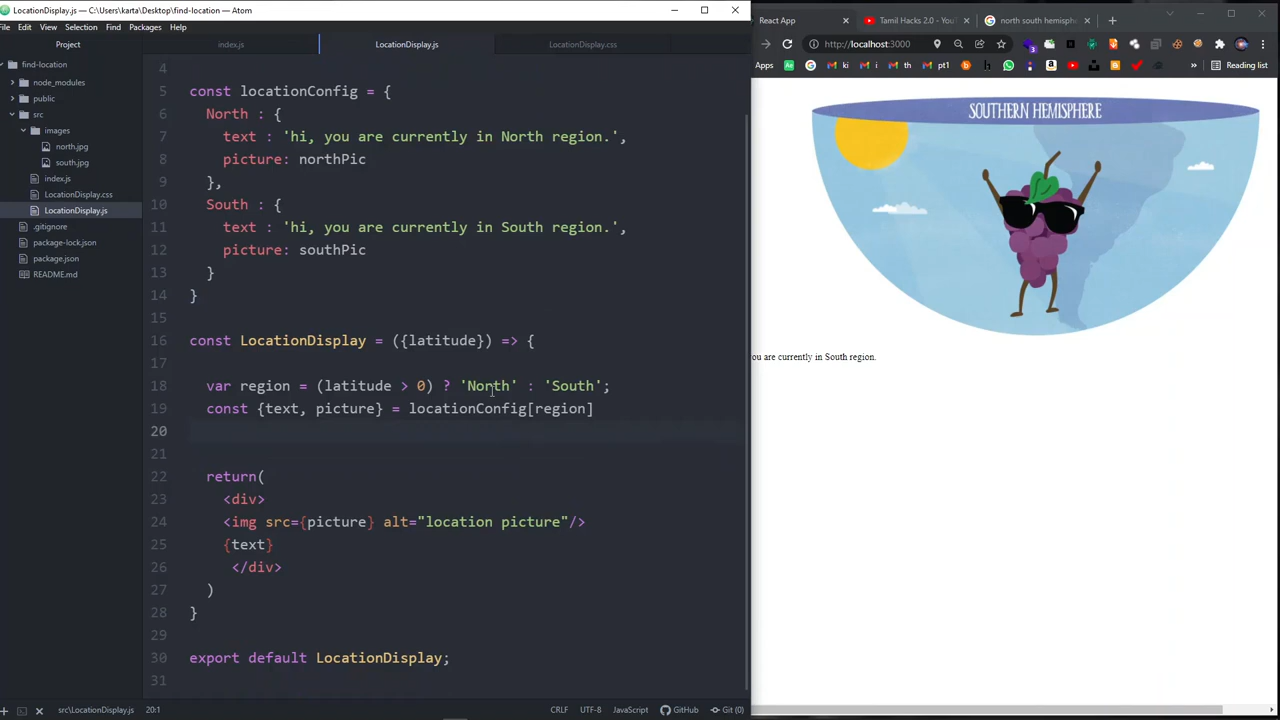 LocationDisplay.js — C:\Users\karta\Desktop\find-location — Atom
File Edit View Selection Find Packages Help
Project
find-location
node_modules
public
src
images
north.jpg
south.jpg
index.js
LocationDisplay.css
LocationDisplay.js
.gitignore
package-lock.json
package.json
README.md
index.js LocationDisplay.js LocationDisplay.css
4
5 const locationConfig = {
6 North : {
7 text : 'hi, you are currently in North region.',
8 picture: northPic
9 },
10 South : {
11 text : 'hi, you are currently in South region.',
12 picture: southPic
13 }
14 }
15
16 const LocationDisplay = ({latitude}) => {
17
18 var region = (latitude > 0) ? 'North' : 'South';
19 const {text, picture} = locationConfig[region]
20
21
22 return(
23 <div>
24 <img src={picture} alt="location picture"/>
25 {text}
26 </div>
27 )
28 }
29
30 export default LocationDisplay;
31
src\LocationDisplay.js 20:1 CRLF UTF-8 JavaScript GitHub Git (0)
React App Tamil Hacks 2.0 - YouT north south hemisphere
http://localhost:3000
Apps ki i th pt1 Reading list
SOUTHERN HEMISPHERE
you are currently in South region.